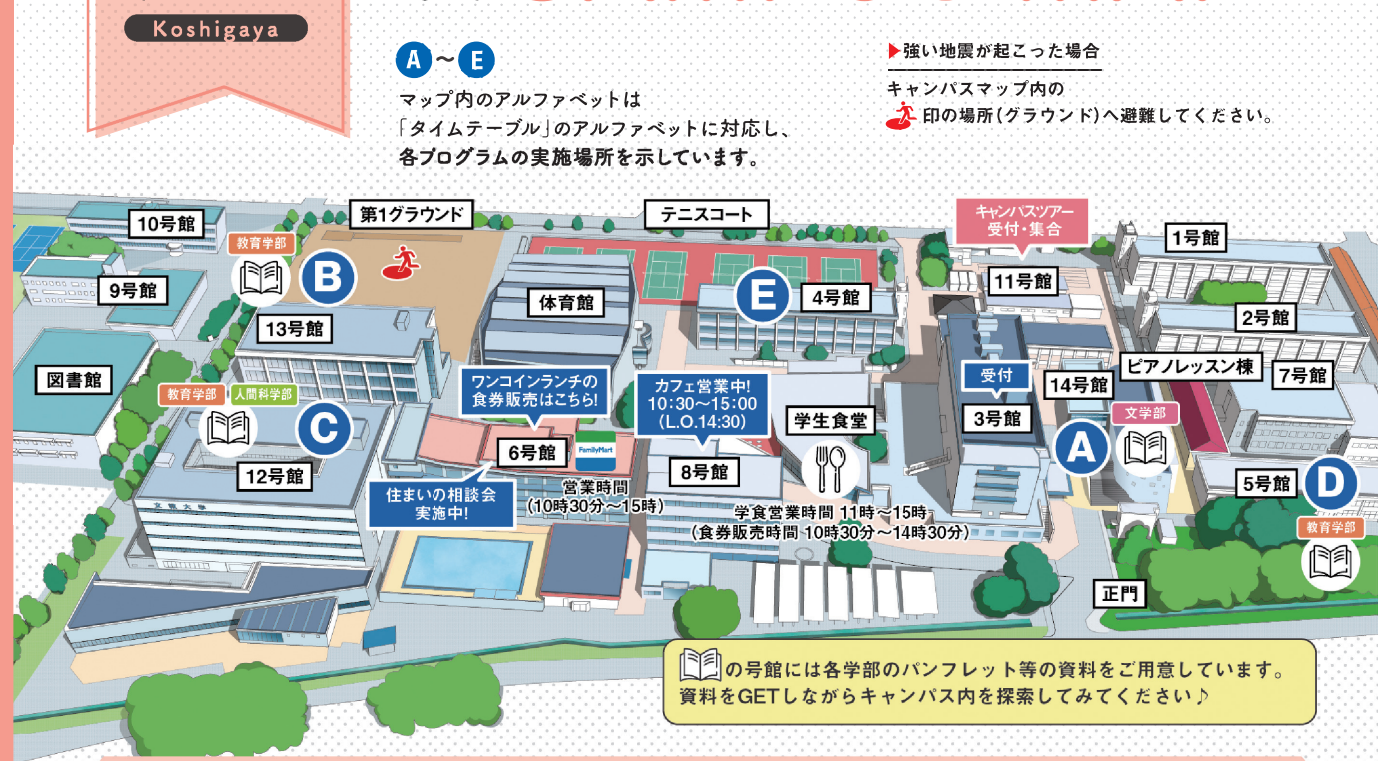 Koshigaya
A～E
マップ内のアルファベットは
「タイムテーブル」のアルファベットに対応し、
各プログラムの実施場所を示しています。
▶強い地震が起こった場合
キャンパスマップ内の
印の場所(グラウンド)へ避難してください。
10号館
第1グラウンド
テニスコート
キャンパスツアー
受付・集合
1号館
教育学部
B
9号館
体育館
E
4号館
11号館
13号館
2号館
図書館
ワンコインランチの
食券販売はこちら!
カフェ営業中!
10:30～15:00
(L.O.14:30)
受付
14号館
ピアノレッスン棟
7号館
教育学部
人間科学部
C
学生食堂
3号館
文学部
A
12号館
6号館
FamilyMart
8号館
5号館
D
住まいの相談会
実施中!
営業時間
(10時30分～15時)
学食営業時間 11時～15時
(食券販売時間 10時30分～14時30分)
教育学部
文教大学
正門
の号館には各学部のパンフレット等の資料をご用意しています。
資料をGETしながらキャンパス内を探索してみてください♪